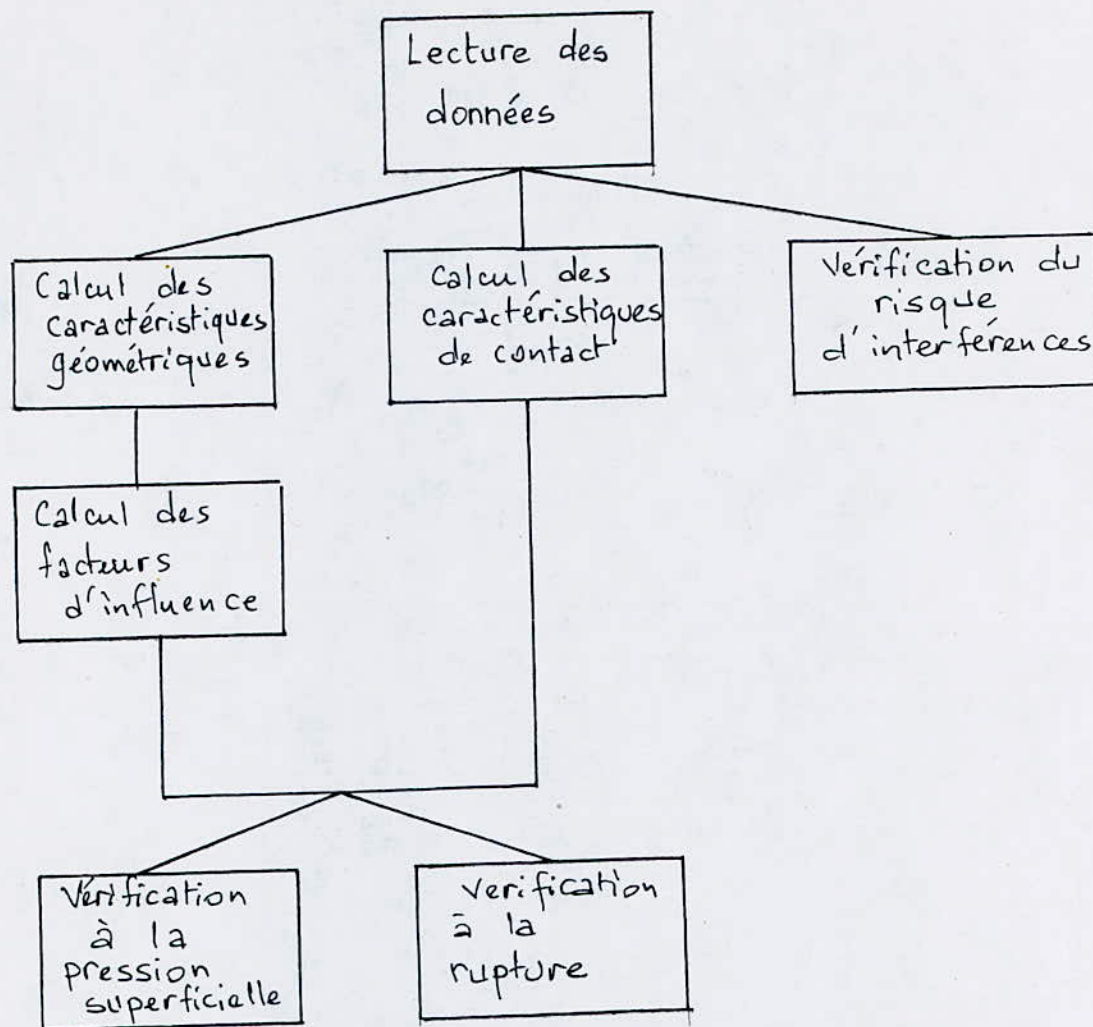 Lecture des
données
Calcul des
caractéristiques
géométriques
Calcul des
caractéristiques
de contact
Vérification du
risque
d'interférences
Calcul des
facteurs
d'influence
Vérification
à la
pression
superficielle
Verification
à la
rupture